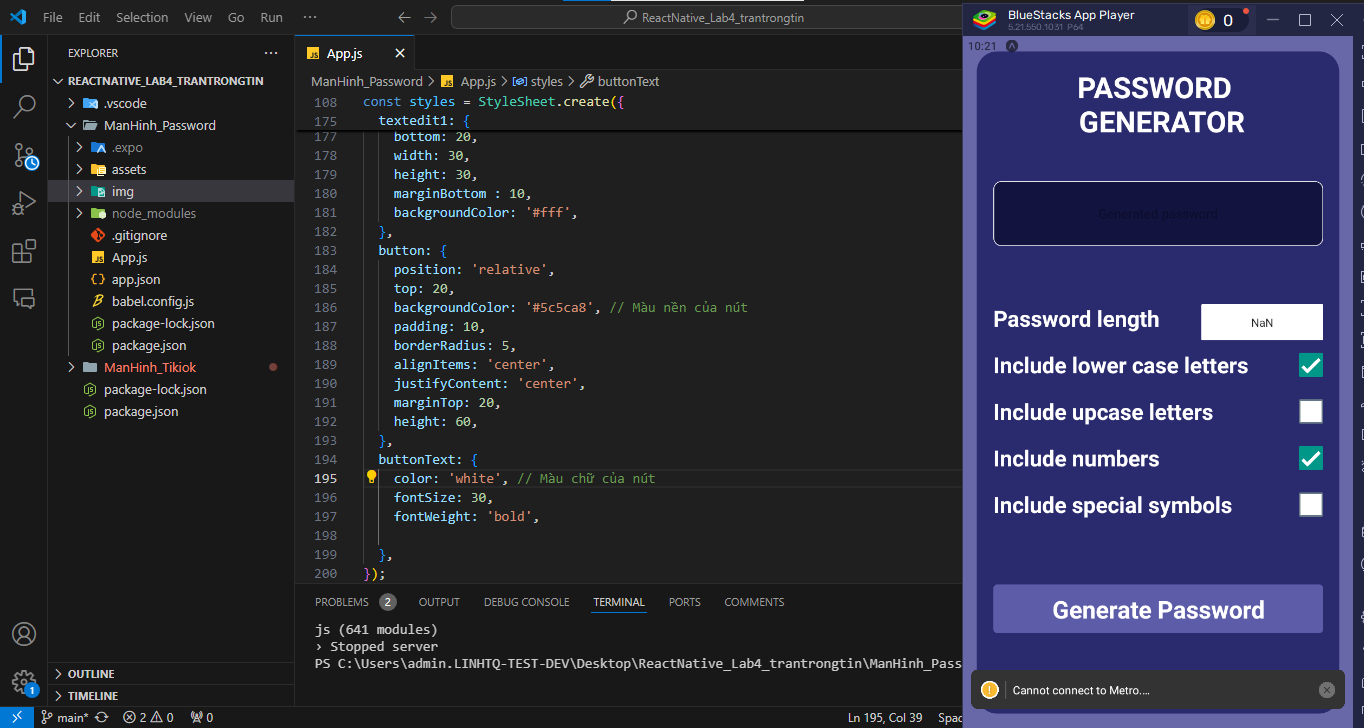 File Edit Selection View Go Run ···
ReactNative_Lab4_trantrongtin
BlueStacks App Player
5.21.550.1031 P64
0
EXPLORER
REACTNATIVE_LAB4_TRANTRONGTIN
.vscode
ManHinh_Password
.expo
assets
img
node_modules
.gitignore
App.js
app.json
babel.config.js
package-lock.json
package.json
ManHinh_Tikiok
package-lock.json
package.json
OUTLINE
TIMELINE
JS App.js
ManHinh_Password > JS App.js > styles > buttonText
108 const styles = StyleSheet.create({
175 textedit1: {
177 bottom: 20,
178 width: 30,
179 height: 30,
180 marginBottom : 10,
181 backgroundColor: '#fff',
182 },
183 button: {
184 position: 'relative',
185 top: 20,
186 backgroundColor: '#5c5ca8', // Màu nền của nút
187 padding: 10,
188 borderRadius: 5,
189 alignItems: 'center',
190 justifyContent: 'center',
191 marginTop: 20,
192 height: 60,
193 },
194 buttonText: {
195 color: 'white', // Màu chữ của nút
196 fontSize: 30,
197 fontWeight: 'bold',
198
199 },
200 });
PROBLEMS 2 OUTPUT DEBUG CONSOLE TERMINAL PORTS COMMENTS
js (641 modules)
› Stopped server
PS C:\Users\admin.LINHTQ-TEST-DEV\Desktop\ReactNative_Lab4_trantrongtin\ManHinh_Pass
1
main* 2 0 0
Ln 195, Col 39 Spac
10:21
PASSWORD
GENERATOR
Generated password
Password length NaN
Include lower case letters
Include upcase letters
Include numbers
Include special symbols
Generate Password
Cannot connect to Metro....